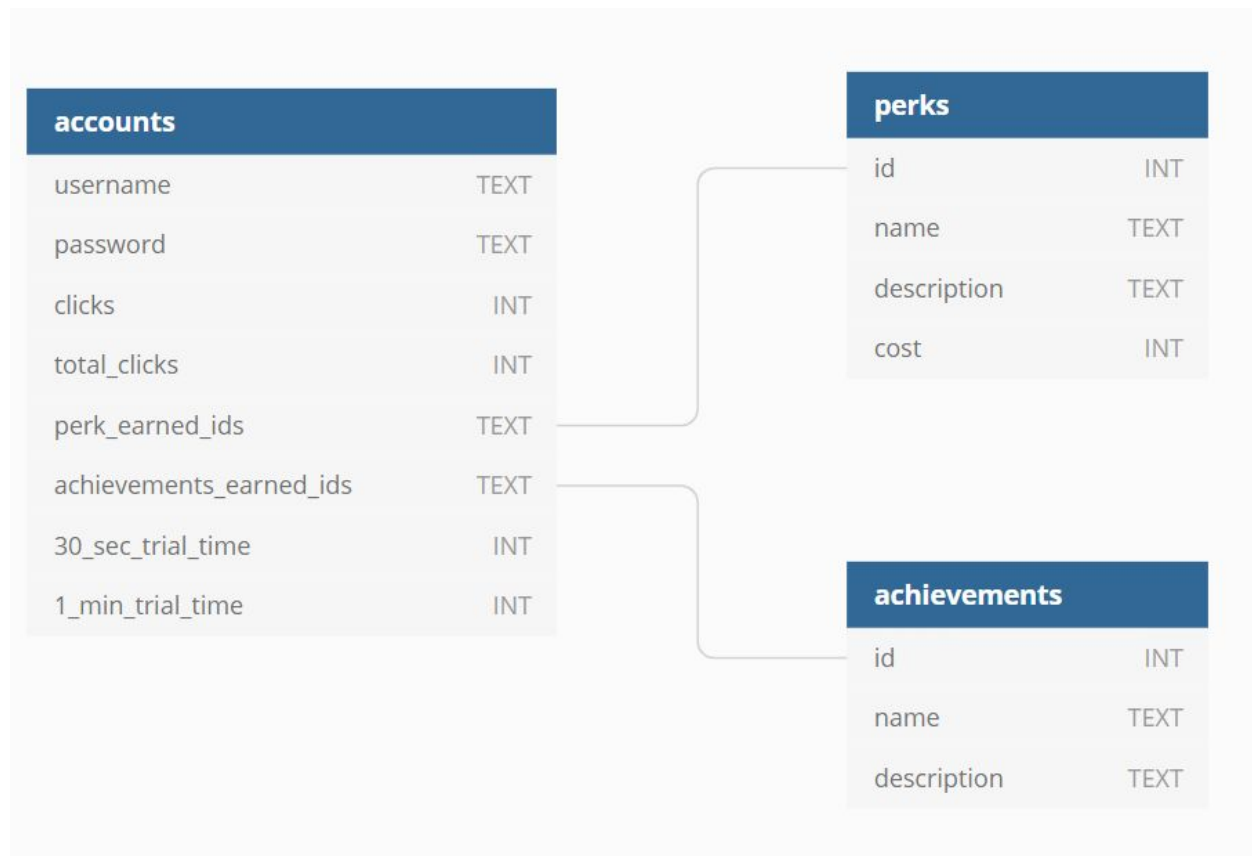 accounts
username TEXT
password TEXT
clicks INT
total_clicks INT
perk_earned_ids TEXT
achievements_earned_ids TEXT
30_sec_trial_time INT
1_min_trial_time INT
perks
id INT
name TEXT
description TEXT
cost INT
achievements
id INT
name TEXT
description TEXT